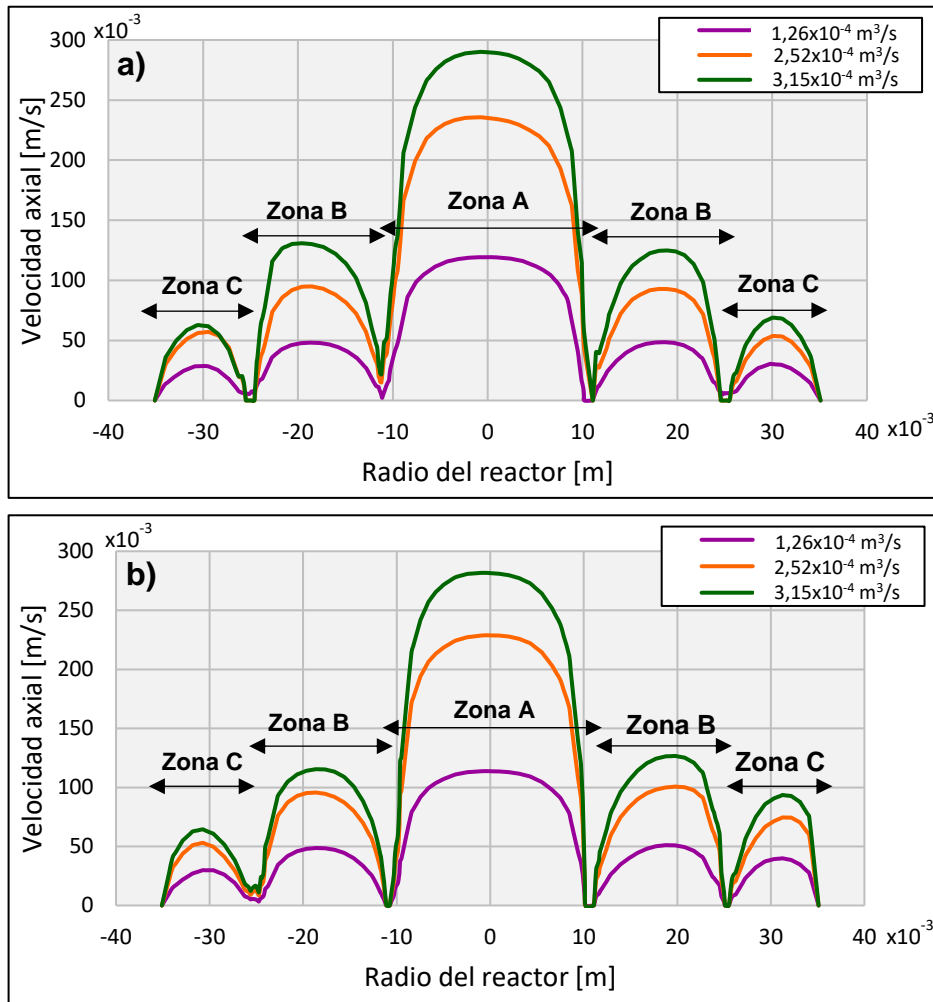 x10⁻³
a)
1,26x10⁻⁴ m³/s
2,52x10⁻⁴ m³/s
3,15x10⁻⁴ m³/s
300
250
200
150
100
50
0
Velocidad axial [m/s]
Zona C
Zona B
Zona A
Zona B
Zona C
-40 -30 -20 -10 0 10 20 30 40 x10⁻³
Radio del reactor [m]
x10⁻³
b)
1,26x10⁻⁴ m³/s
2,52x10⁻⁴ m³/s
3,15x10⁻⁴ m³/s
300
250
200
150
100
50
0
Velocidad axial [m/s]
Zona C
Zona B
Zona A
Zona B
Zona C
-40 -30 -20 -10 0 10 20 30 40 x10⁻³
Radio del reactor [m]